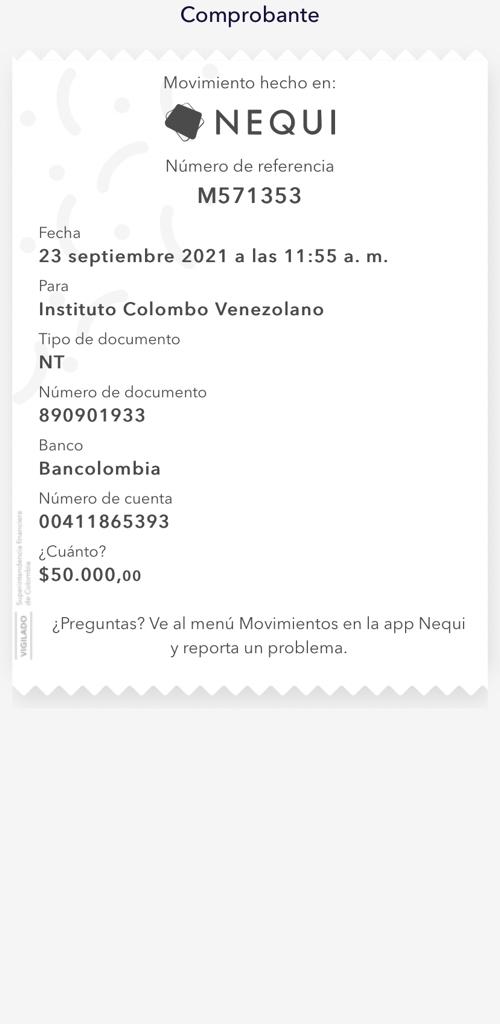 Comprobante
Movimiento hecho en:
NEQUI
Número de referencia
M571353
Fecha
23 septiembre 2021 a las 11:55 a. m.
Para
Instituto Colombo Venezolano
Tipo de documento
NT
Número de documento
890901933
Banco
Bancolombia
Número de cuenta
00411865393
¿Cuánto?
$50.000,00
VIGILADO
Superintendencia financiera
de Colombia
¿Preguntas? Ve al menú Movimientos en la app Nequi
y reporta un problema.